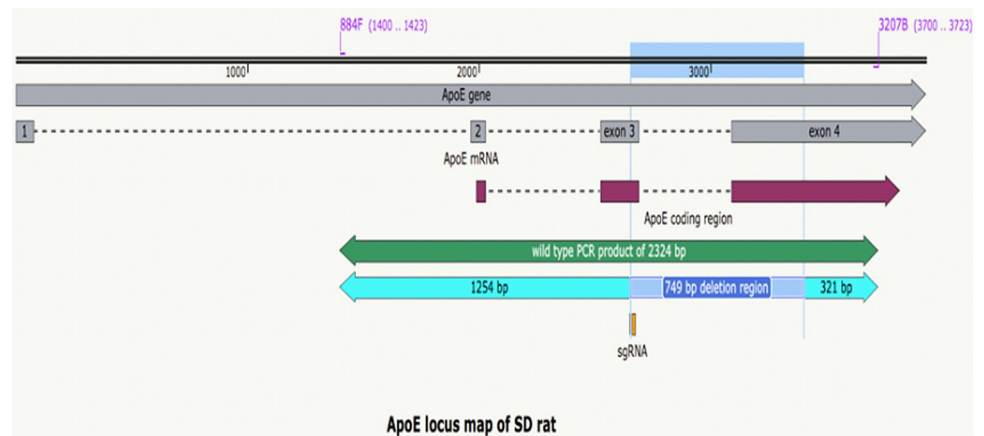 884F (1400 .. 1423)
3207B (3700 .. 3723)
1000
2000
3000
ApoE gene
1
2
exon 3
exon 4
ApoE mRNA
ApoE coding region
wild type PCR product of 2324 bp
1254 bp
749 bp deletion region
321 bp
sgRNA
ApoE locus map of SD rat